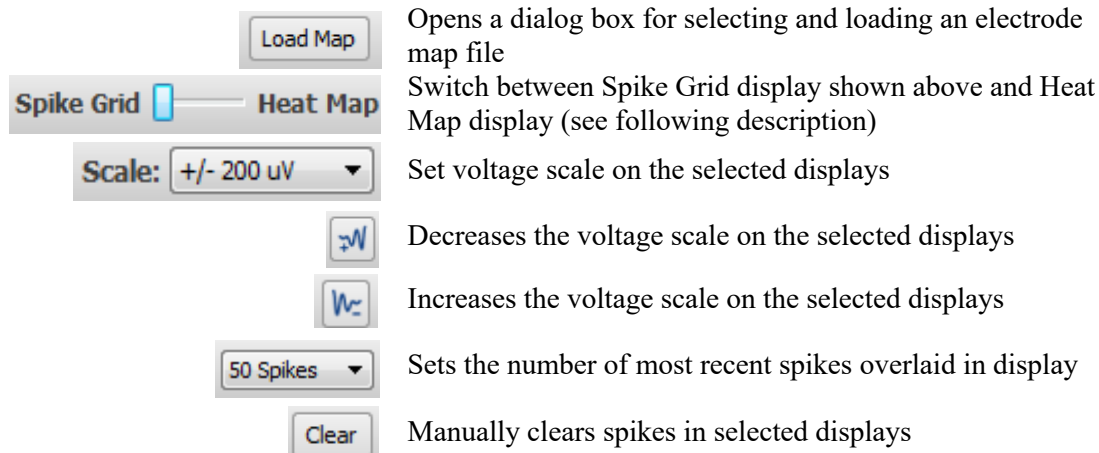 Load Map
Opens a dialog box for selecting and loading an electrode
map file
Spike Grid Heat Map
Switch between Spike Grid display shown above and Heat
Map display (see following description)
Scale: +/- 200 uV
Set voltage scale on the selected displays
Decreases the voltage scale on the selected displays
Increases the voltage scale on the selected displays
50 Spikes
Sets the number of most recent spikes overlaid in display
Clear
Manually clears spikes in selected displays